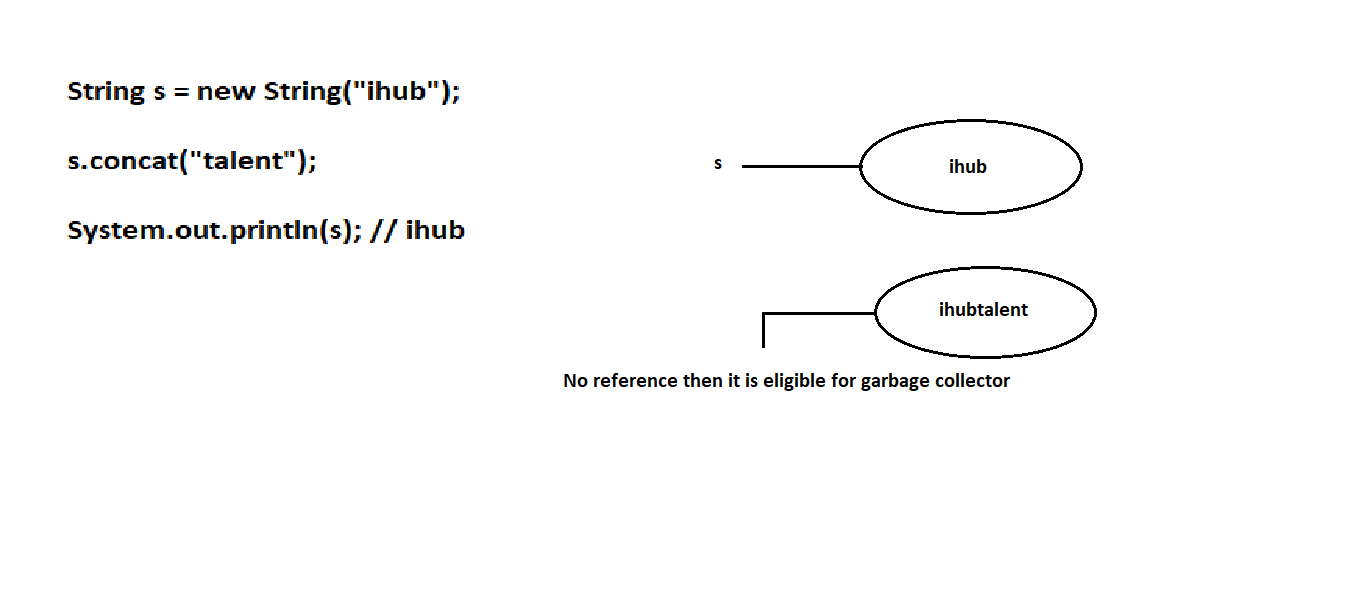 String s = new String("ihub");
s.concat("talent");
System.out.println(s); // ihub
s
ihub
ihubtalent
No reference then it is eligible for garbage collector